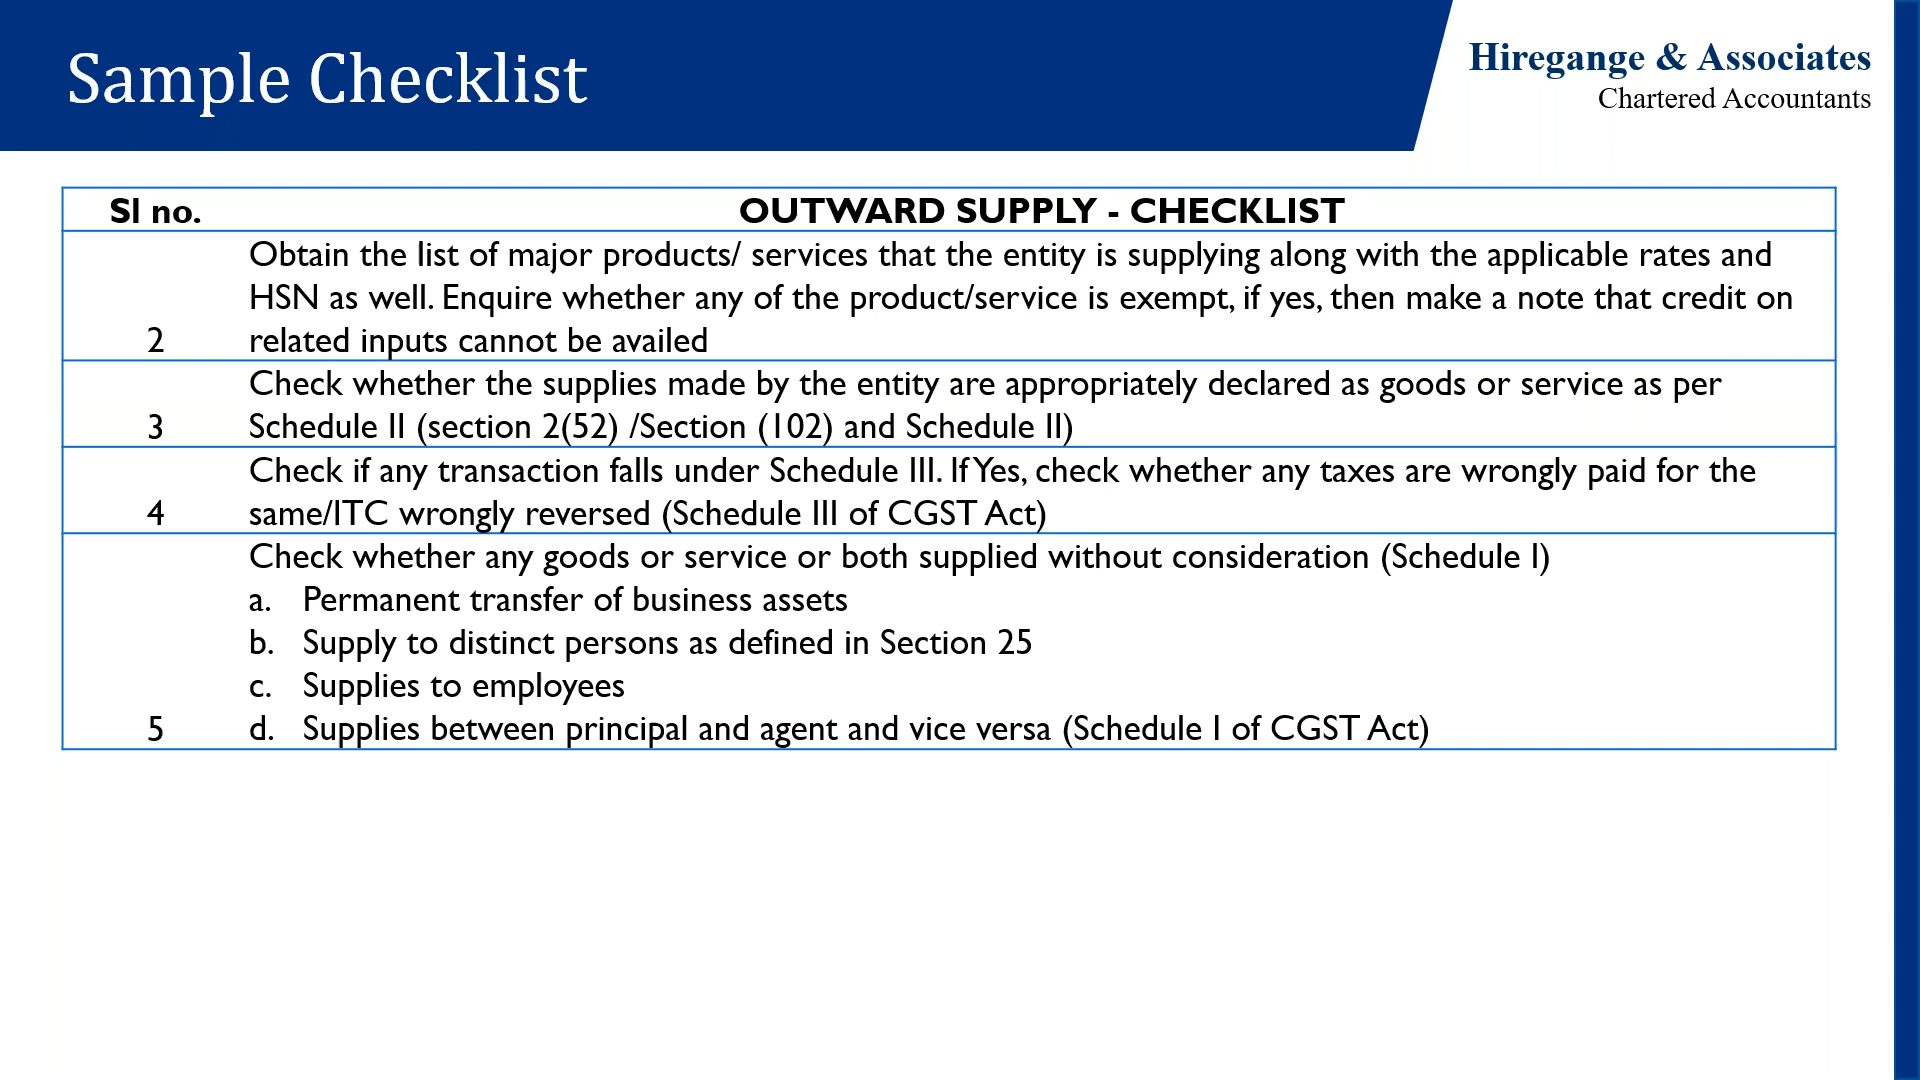 Sample Checklist
Hiregange & Associates
Chartered Accountants
Sl no.
OUTWARD SUPPLY - CHECKLIST
2
Obtain the list of major products/ services that the entity is supplying along with the applicable rates and
HSN as well. Enquire whether any of the product/service is exempt, if yes, then make a note that credit on
related inputs cannot be availed
3
Check whether the supplies made by the entity are appropriately declared as goods or service as per
Schedule II (section 2(52) /Section (102) and Schedule II)
4
Check if any transaction falls under Schedule III. If Yes, check whether any taxes are wrongly paid for the
same/ITC wrongly reversed (Schedule III of CGST Act)
5
Check whether any goods or service or both supplied without consideration (Schedule I)
a. Permanent transfer of business assets
b. Supply to distinct persons as defined in Section 25
c. Supplies to employees
d. Supplies between principal and agent and vice versa (Schedule I of CGST Act)